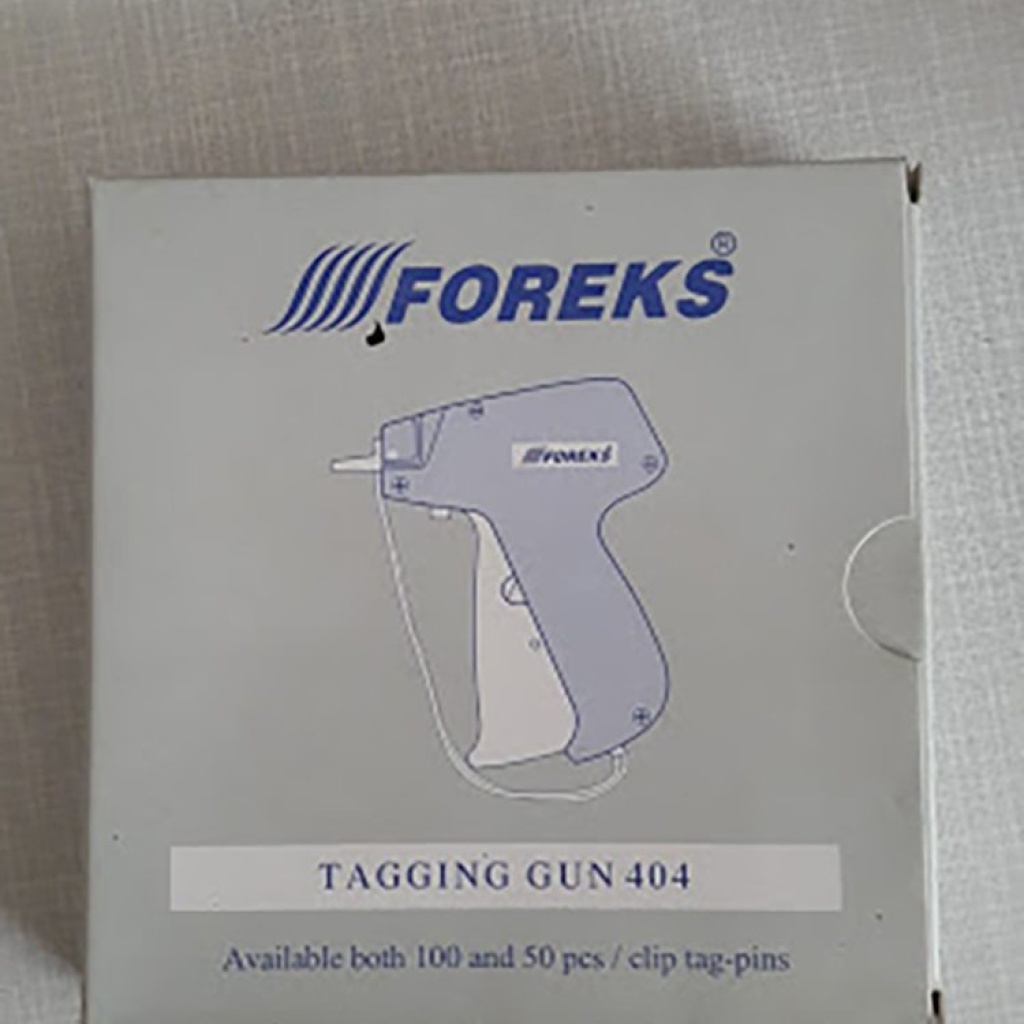 FOREKS®
FOREKS
TAGGING GUN 404
Available both 100 and 50 pcs / clip tag-pins